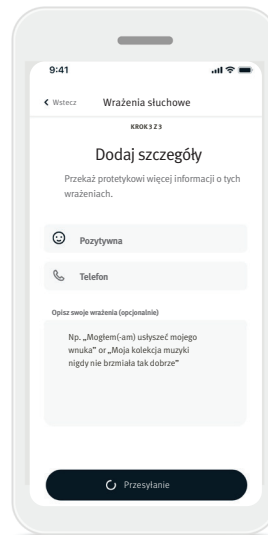 9:41
Wstecz
Wrażenia słuchowe
KROK 3 Z 3
Dodaj szczegóły
Przekaż protetykowi więcej informacji o tych
wrażeniach.
Pozytywna
Telefon
Opisz swoje wrażenia (opcjonalnie)
Np. „Mogłem(-am) usłyszeć mojego
wnuka” or „Moja kolekcja muzyki
nigdy nie brzmiała tak dobrze”
Przesyłanie